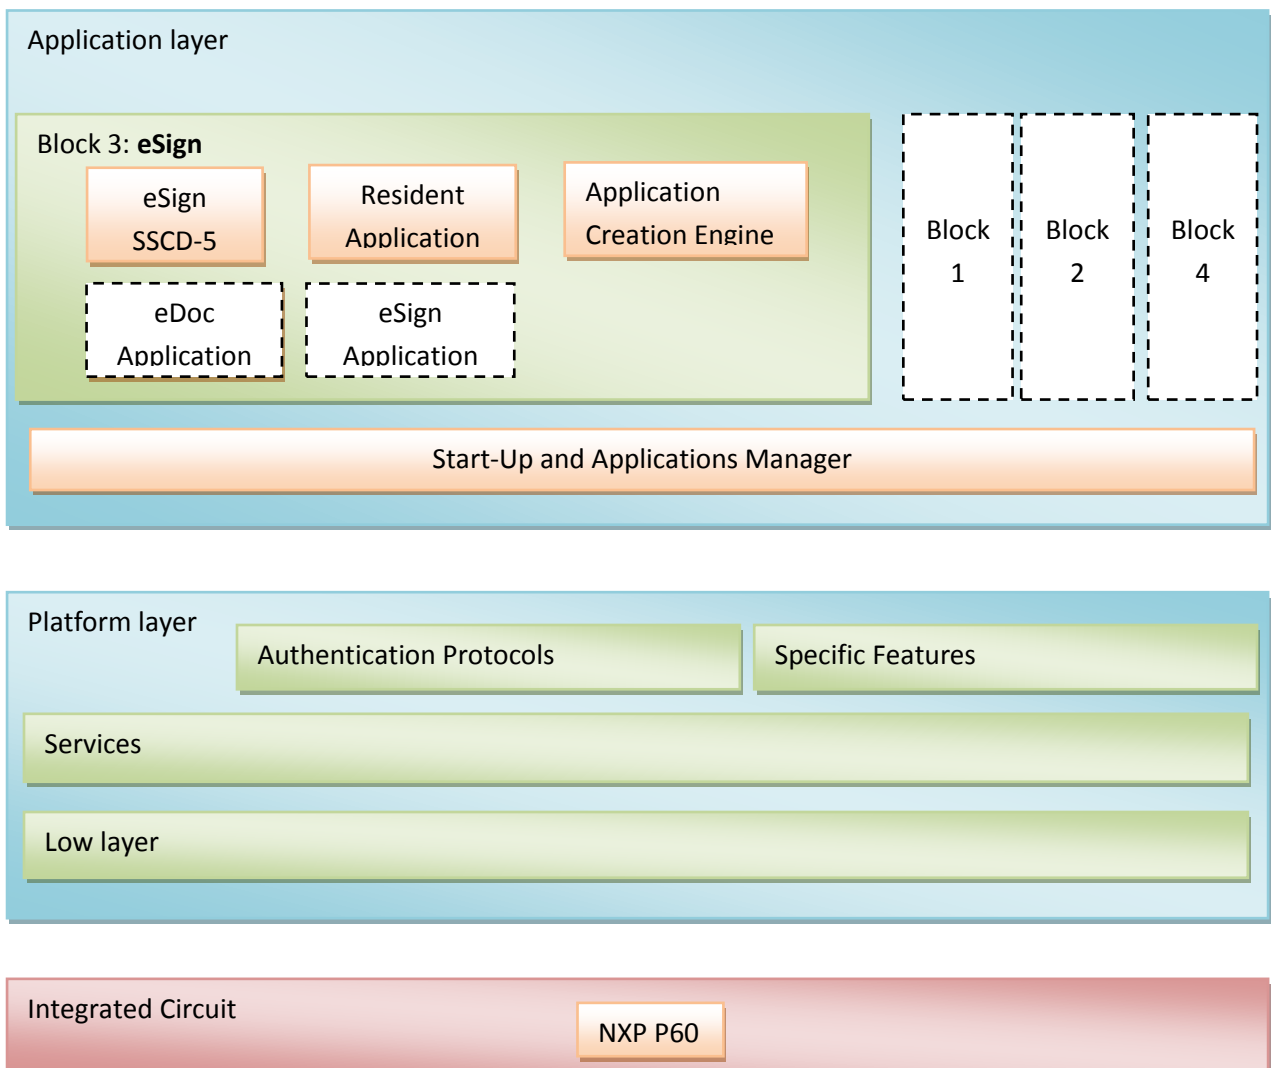 Application layer
Block 3: eSign
eSign
SSCD-5
Resident
Application
Application
Creation Engine
eDoc
Application
eSign
Application
Block
1
Block
2
Block
4
Start-Up and Applications Manager
Platform layer
Authentication Protocols
Specific Features
Services
Low layer
Integrated Circuit
NXP P60